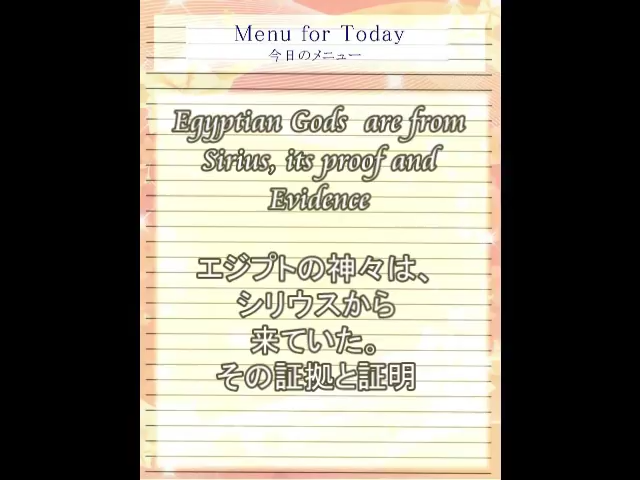 Menu for Today
今日のメニュー
Egyptian Gods are from
Sirius, its proof and
Evidence
エジプトの神々は、
シリウスから
来ていた。
その証拠と証明